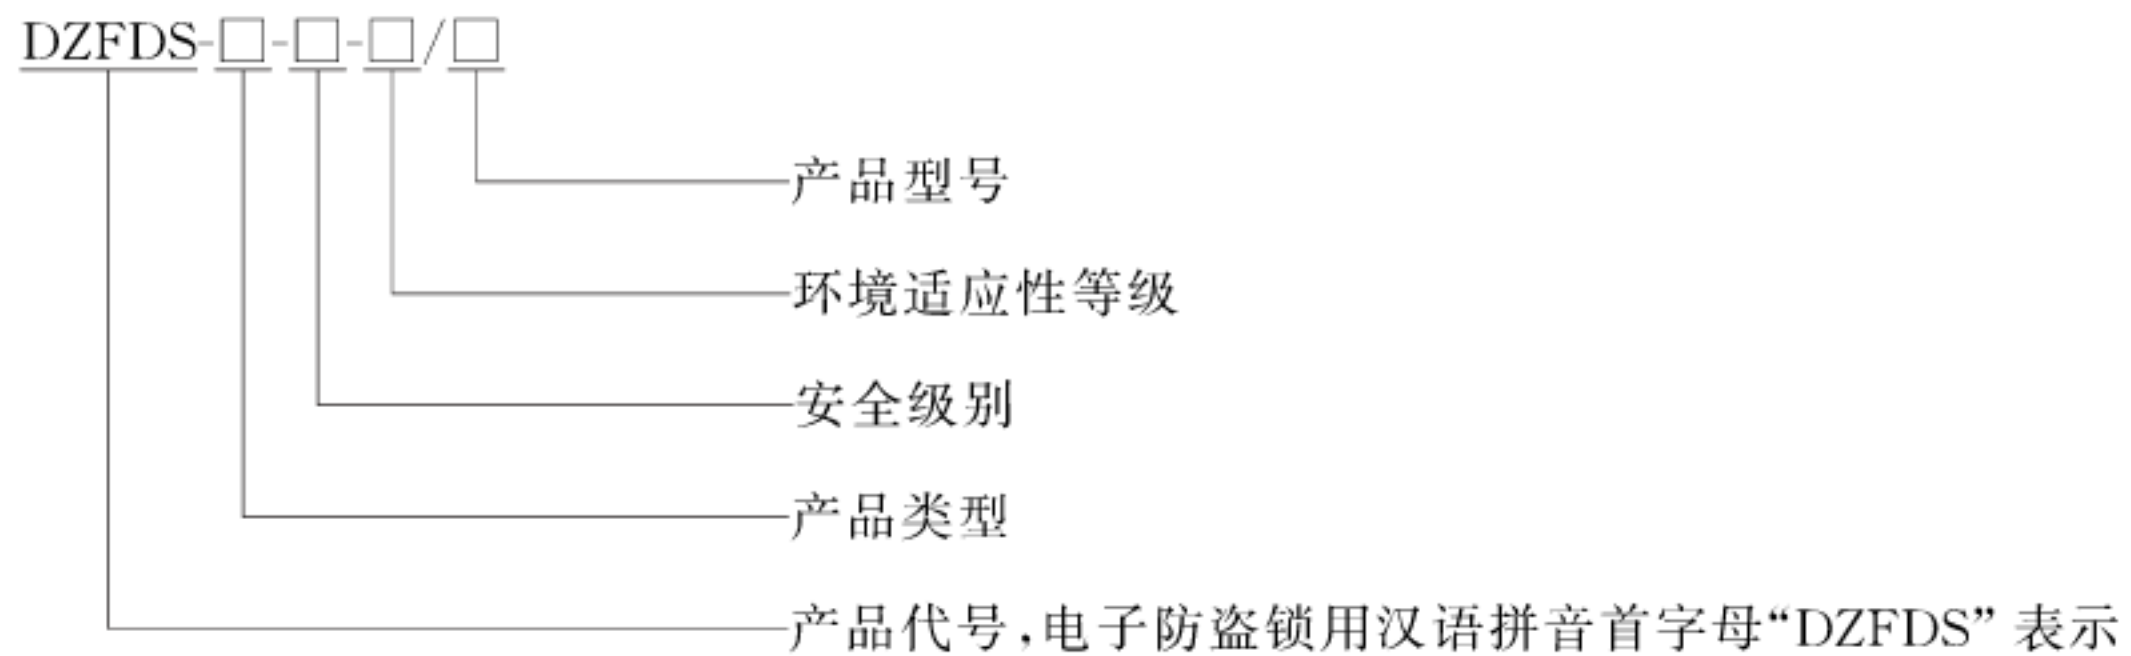 DZFDS-□-□-□/□
产品型号
环境适应性等级
安全级别
产品类型
产品代号,电子防盗锁用汉语拼音首字母“DZFDS”表示